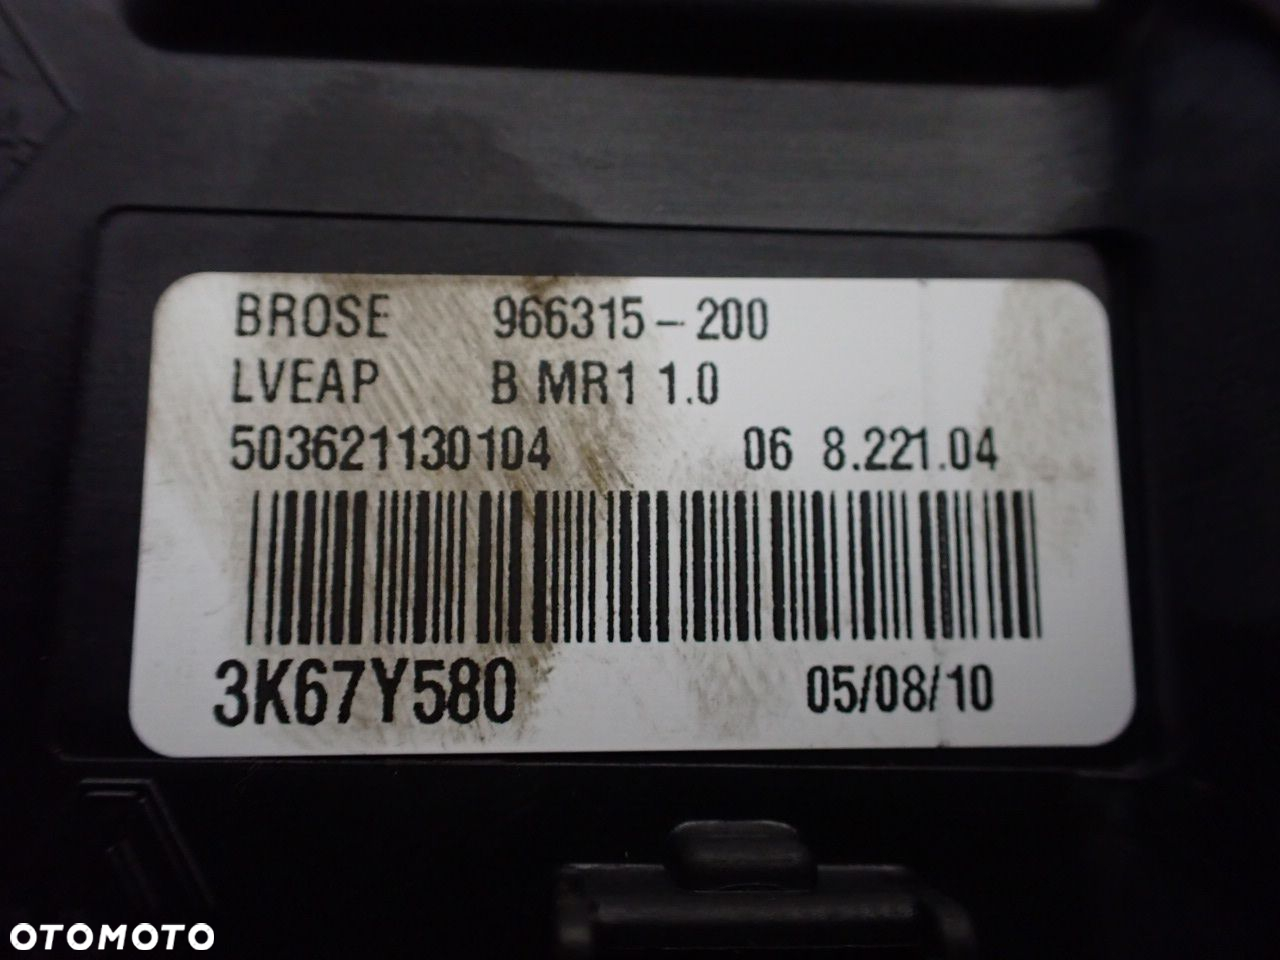 BROSE 966315-200
LVEAP B MR1 1.0
503621130104 06 8.221.04
3K67Y580 05/08/10
OTOMOTO